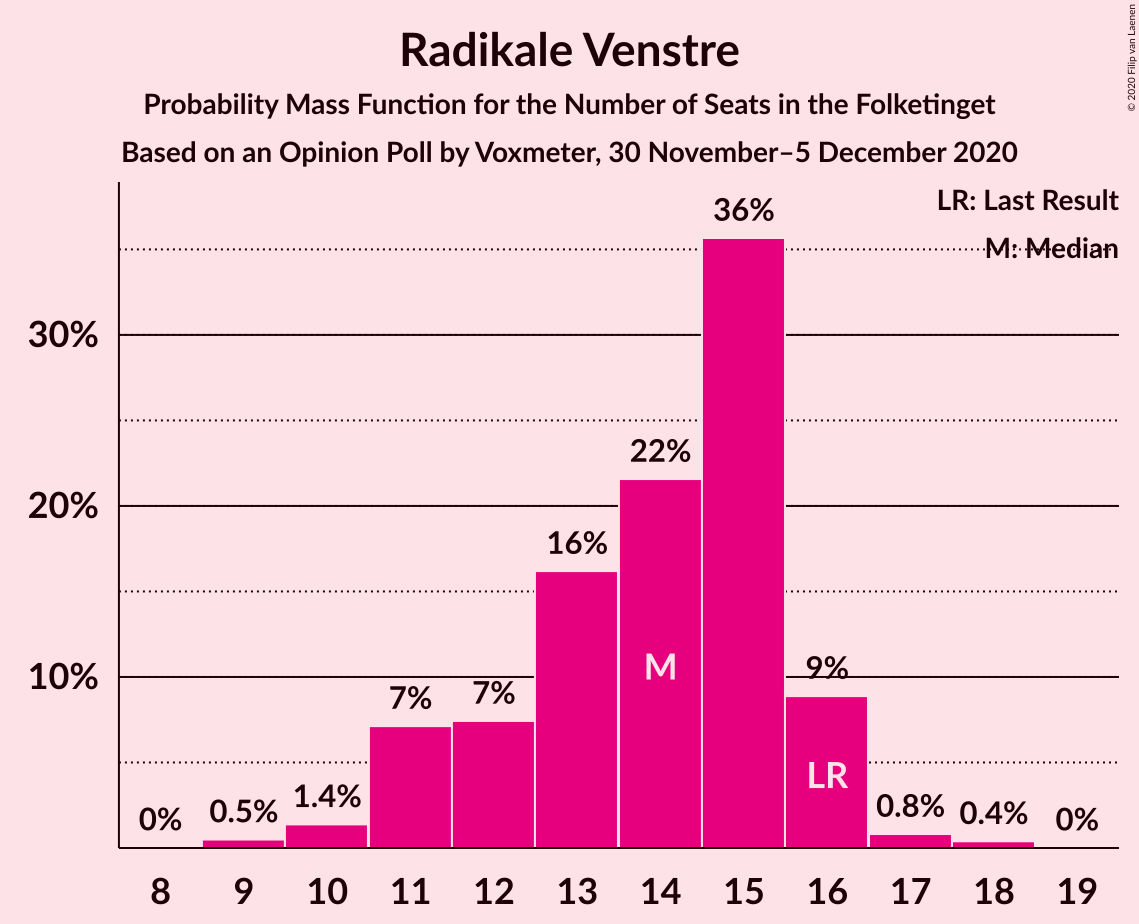 Radikale Venstre
Probability Mass Function for the Number of Seats in the Folketinget
Based on an Opinion Poll by Voxmeter, 30 November–5 December 2020
© 2020 Filip van Laenen
LR: Last Result
M: Median
36%
30%
22%
20%
16%
10%
M
9%
7%
7%
LR
1.4%
0.5%
0%
0.8%
0.4%
0%
8 9 10 11 12 13 14 15 16 17 18 19